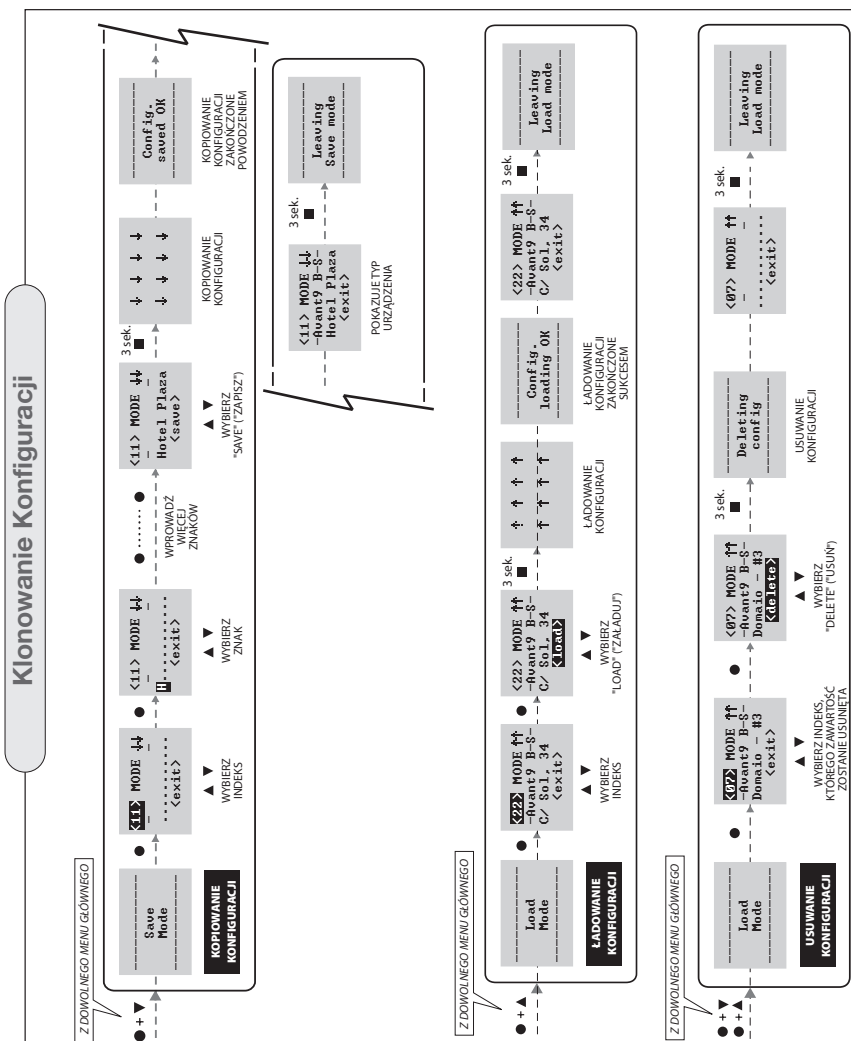 Klonowanie Konfiguracji
Z DOWOLNEGO MENU GŁÓWNEGO
● + ▼
Save
Mode
KOPIOWANIE
KONFIGURACJI
●
<11> MODE ↓↓
<exit>
▲ ▼
WYBIERZ
INDEKS
●
<11> MODE ↓↓
H
<exit>
▲ ▼
WYBIERZ
ZNAK
● ........ ●
WPROWADŹ
WIĘCEJ
ZNAKÓW
<11> MODE ↓↓
Hotel Plaza
<save>
▲ ▼
WYBIERZ
"SAVE" ("ZAPISZ")
3 sek.
KOPIOWANIE
KONFIGURACJI
Config.
saved OK
KOPIOWANIE
KONFIGURACJI
ZAKOŃCZONE
POWODZENIEM
<11> MODE ↓↓
-Avant9 B-S-
Hotel Plaza
<exit>
POKAZUJE TYP
URZĄDZENIA
3 sek.
Leaving
Save mode
Z DOWOLNEGO MENU GŁÓWNEGO
● + ▲
Load
Mode
ŁADOWANIE
KONFIGURACJI
●
<22> MODE ↑↑
-Avant9 B-S-
C/ Sol, 34
<exit>
▲ ▼
WYBIERZ
INDEKS
●
<22> MODE ↑↑
-Avant9 B-S-
C/ Sol, 34
<load>
▲ ▼
WYBIERZ
"LOAD" ("ZAŁADUJ")
3 sek.
ŁADOWANIE
KONFIGURACJI
Config.
loading OK
ŁADOWANIE
KONFIGURACJI
ZAKOŃCZONE
SUKCESEM
<22> MODE ↑↑
-Avant9 B-S-
C/ Sol, 34
<exit>
3 sek.
Leaving
Load mode
Z DOWOLNEGO MENU GŁÓWNEGO
● + ▼
● + ▲
Load
Mode
USUWANIE
KONFIGURACJI
●
<07> MODE ↑↑
-Avant9 B-S-
Domaio - #3
<exit>
▲ ▼
WYBIERZ INDEKS,
KTÓREGO ZAWARTOŚĆ
ZOSTANIE USUNIĘTA
●
<07> MODE ↑↑
-Avant9 B-S-
Domaio - #3
<delete>
▲ ▼
WYBIERZ
"DELETE" ("USUŃ")
3 sek.
Deleting
config
USUWANIE
KONFIGURACJI
<07> MODE ↑↑
<exit>
3 sek.
Leaving
Load mode